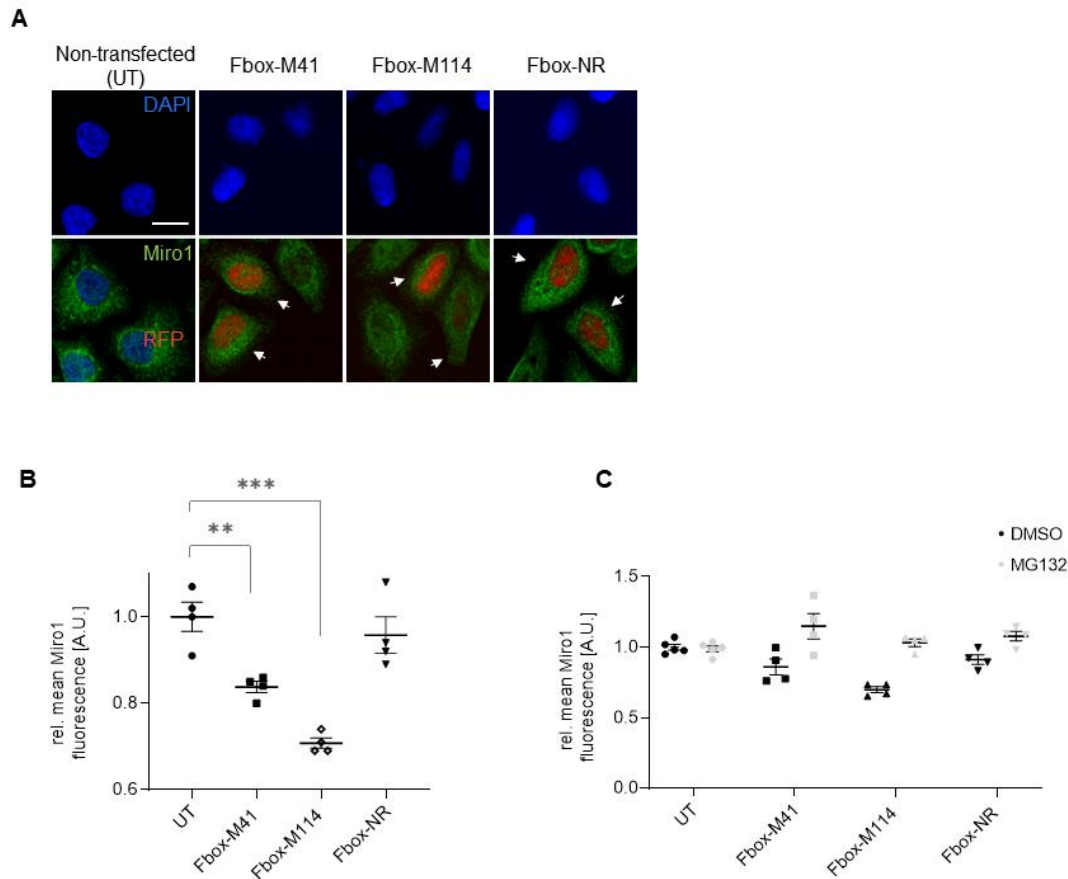 A
Non-transfected
(UT)
Fbox-M41
Fbox-M114
Fbox-NR
DAPI
Miro1
RFP
B
***
**
rel. mean Miro1
fluorescence [A.U.]
1.0
0.8
0.6
UT
Fbox-M41
Fbox-M114
Fbox-NR
C
DMSO
MG132
rel. mean Miro1
fluorescence [A.U.]
1.5
1.0
0.5
0.0
UT
Fbox-M41
Fbox-M114
Fbox-NR